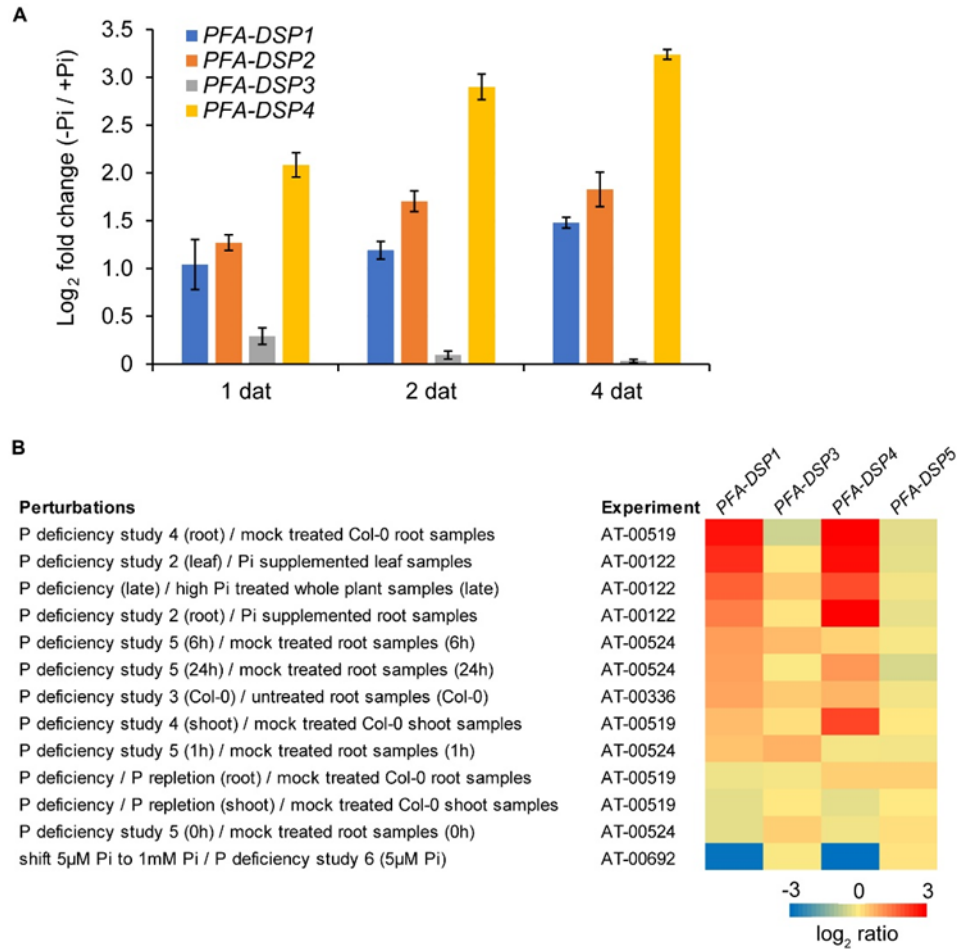 A
3.5
3.0
2.5
2.0
1.5
1.0
0.5
0
Log2 fold change (-Pi / +Pi)
PFA-DSP1
PFA-DSP2
PFA-DSP3
PFA-DSP4
1 dat 2 dat 4 dat
B
Perturbations Experiment PFA-DSP1 PFA-DSP3 PFA-DSP4 PFA-DSP5
P deficiency study 4 (root) / mock treated Col-0 root samples AT-00519
P deficiency study 2 (leaf) / Pi supplemented leaf samples AT-00122
P deficiency (late) / high Pi treated whole plant samples (late) AT-00122
P deficiency study 2 (root) / Pi supplemented root samples AT-00122
P deficiency study 5 (6h) / mock treated root samples (6h) AT-00524
P deficiency study 5 (24h) / mock treated root samples (24h) AT-00524
P deficiency study 3 (Col-0) / untreated root samples (Col-0) AT-00336
P deficiency study 4 (shoot) / mock treated Col-0 shoot samples AT-00519
P deficiency study 5 (1h) / mock treated root samples (1h) AT-00524
P deficiency / P repletion (root) / mock treated Col-0 root samples AT-00519
P deficiency / P repletion (shoot) / mock treated Col-0 shoot samples AT-00519
P deficiency study 5 (0h) / mock treated root samples (0h) AT-00524
shift 5µM Pi to 1mM Pi / P deficiency study 6 (5µM Pi) AT-00692
-3 0 3
log2 ratio